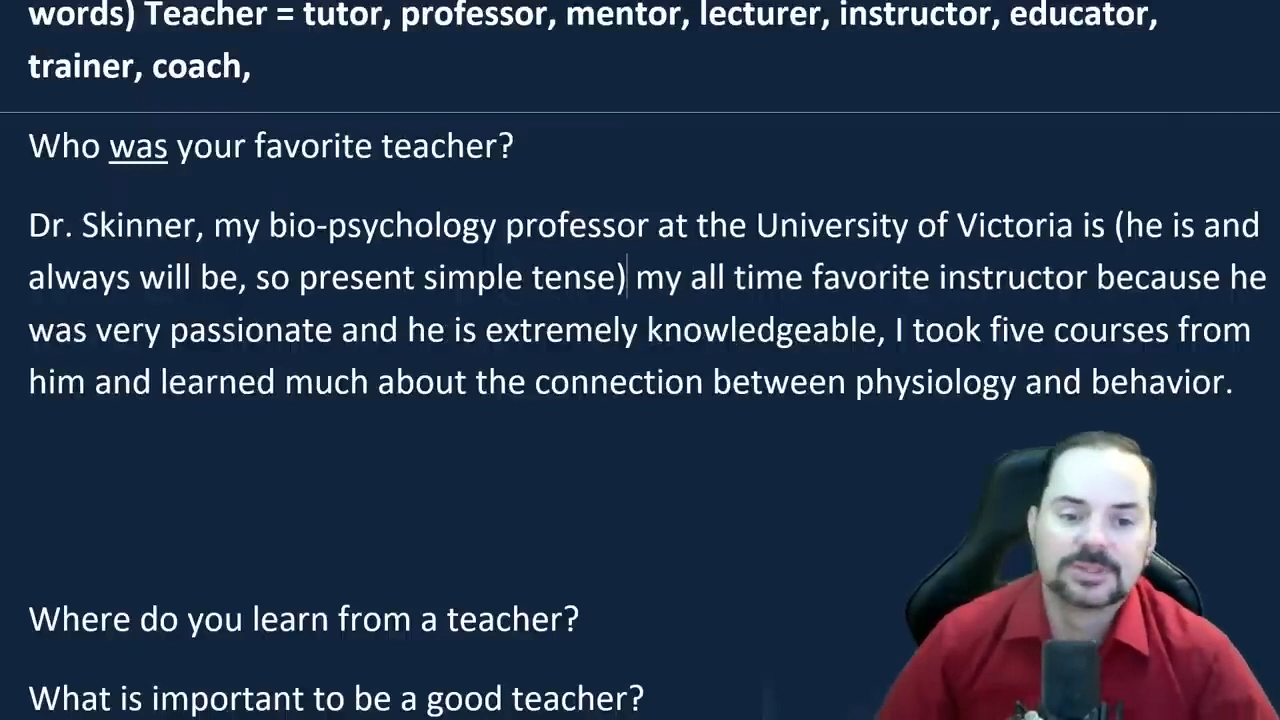 words) Teacher = tutor, professor, mentor, lecturer, instructor, educator,
trainer, coach,
Who was your favorite teacher?
Dr. Skinner, my bio-psychology professor at the University of Victoria is (he is and
always will be, so present simple tense) my all time favorite instructor because he
was very passionate and he is extremely knowledgeable, I took five courses from
him and learned much about the connection between physiology and behavior.
Where do you learn from a teacher?
What is important to be a good teacher?